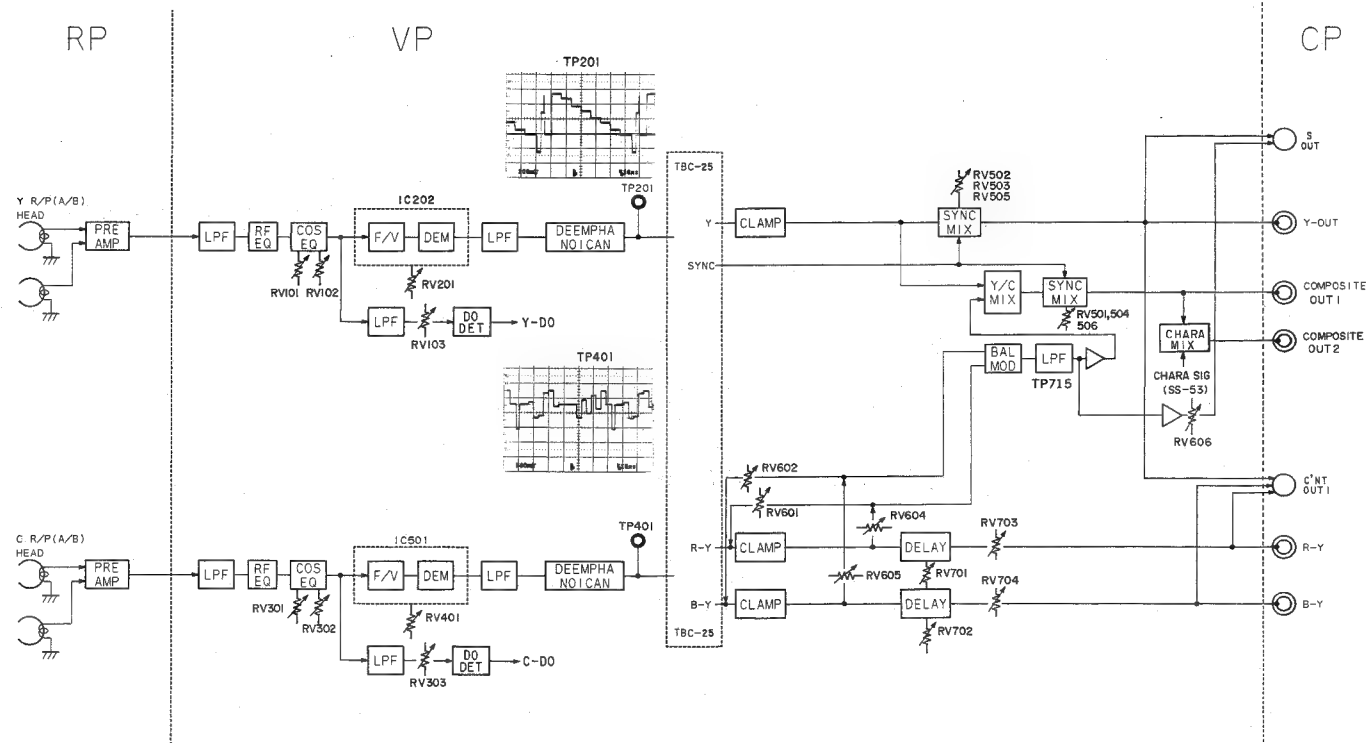 RP
VP
CP
TP201
S
OUT
TBC-25
RV502
RV503
RV505
Y R/P(A/B)
HEAD
IC202
TP201
PRE
AMP
LPF
RF
EQ
COS
EQ
F/V
DEM
LPF
DEEMPHA
NOICAN
Y
CLAMP
SYNC
MIX
Y-OUT
RV101
RV102
RV201
SYNC
Y/C
MIX
SYNC
MIX
COMPOSITE
OUT1
LPF
RV103
DO
DET
Y-DO
RV501,504
506
CHARA
MIX
COMPOSITE
OUT2
TP401
BAL
MOD
LPF
TP715
CHARA SIG
(SS-53)
RV606
RV602
RV601
C'NT
OUT1
C R/P(A/B)
HEAD
IC501
TP401
RV604
RV703
PRE
AMP
LPF
RF
EQ
COS
EQ
F/V
DEM
LPF
DEEMPHA
NOICAN
R-Y
CLAMP
DELAY
R-Y
RV605
RV701
RV704
RV301
RV302
RV401
B-Y
CLAMP
DELAY
B-Y
TBC-25
RV702
LPF
RV303
DO
DET
C-DO